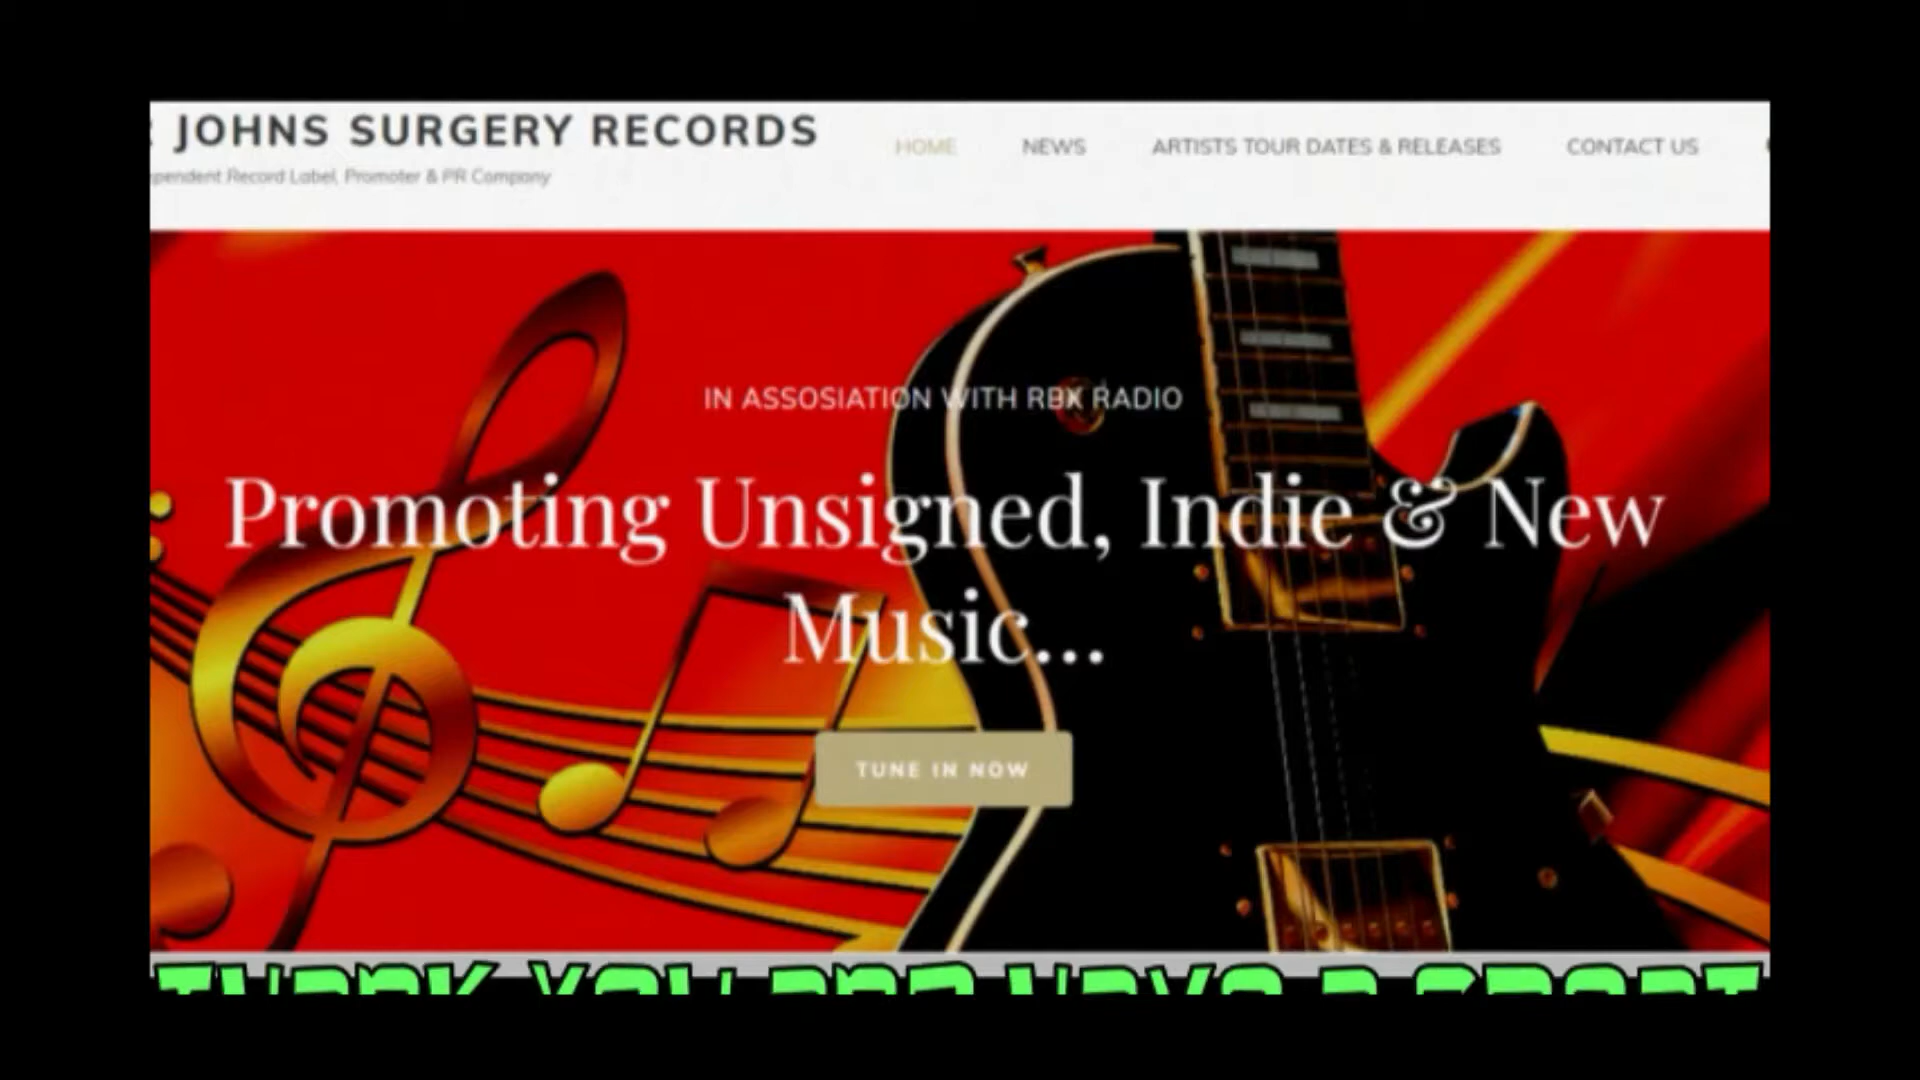 JOHNS SURGERY RECORDS
HOME NEWS ARTISTS TOUR DATES & RELEASES CONTACT US
pendent Record Label, Promoter & PR Company
IN ASSOSIATION WITH RBX RADIO
Promoting Unsigned, Indie & New
Music...
TUNE IN NOW